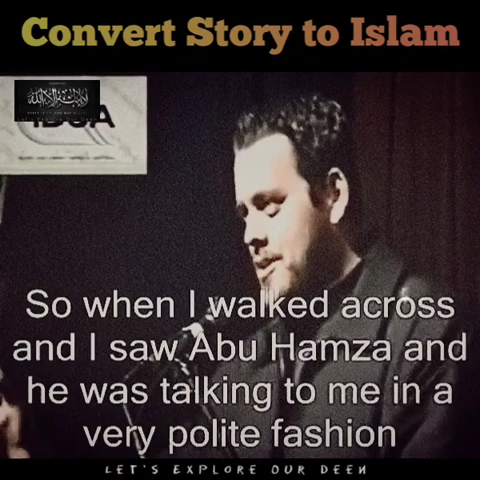 Convert Story to Islam
So when I walked across
and I saw Abu Hamza and
he was talking to me in a
very polite fashion
LET'S EXPLORE OUR DEEN